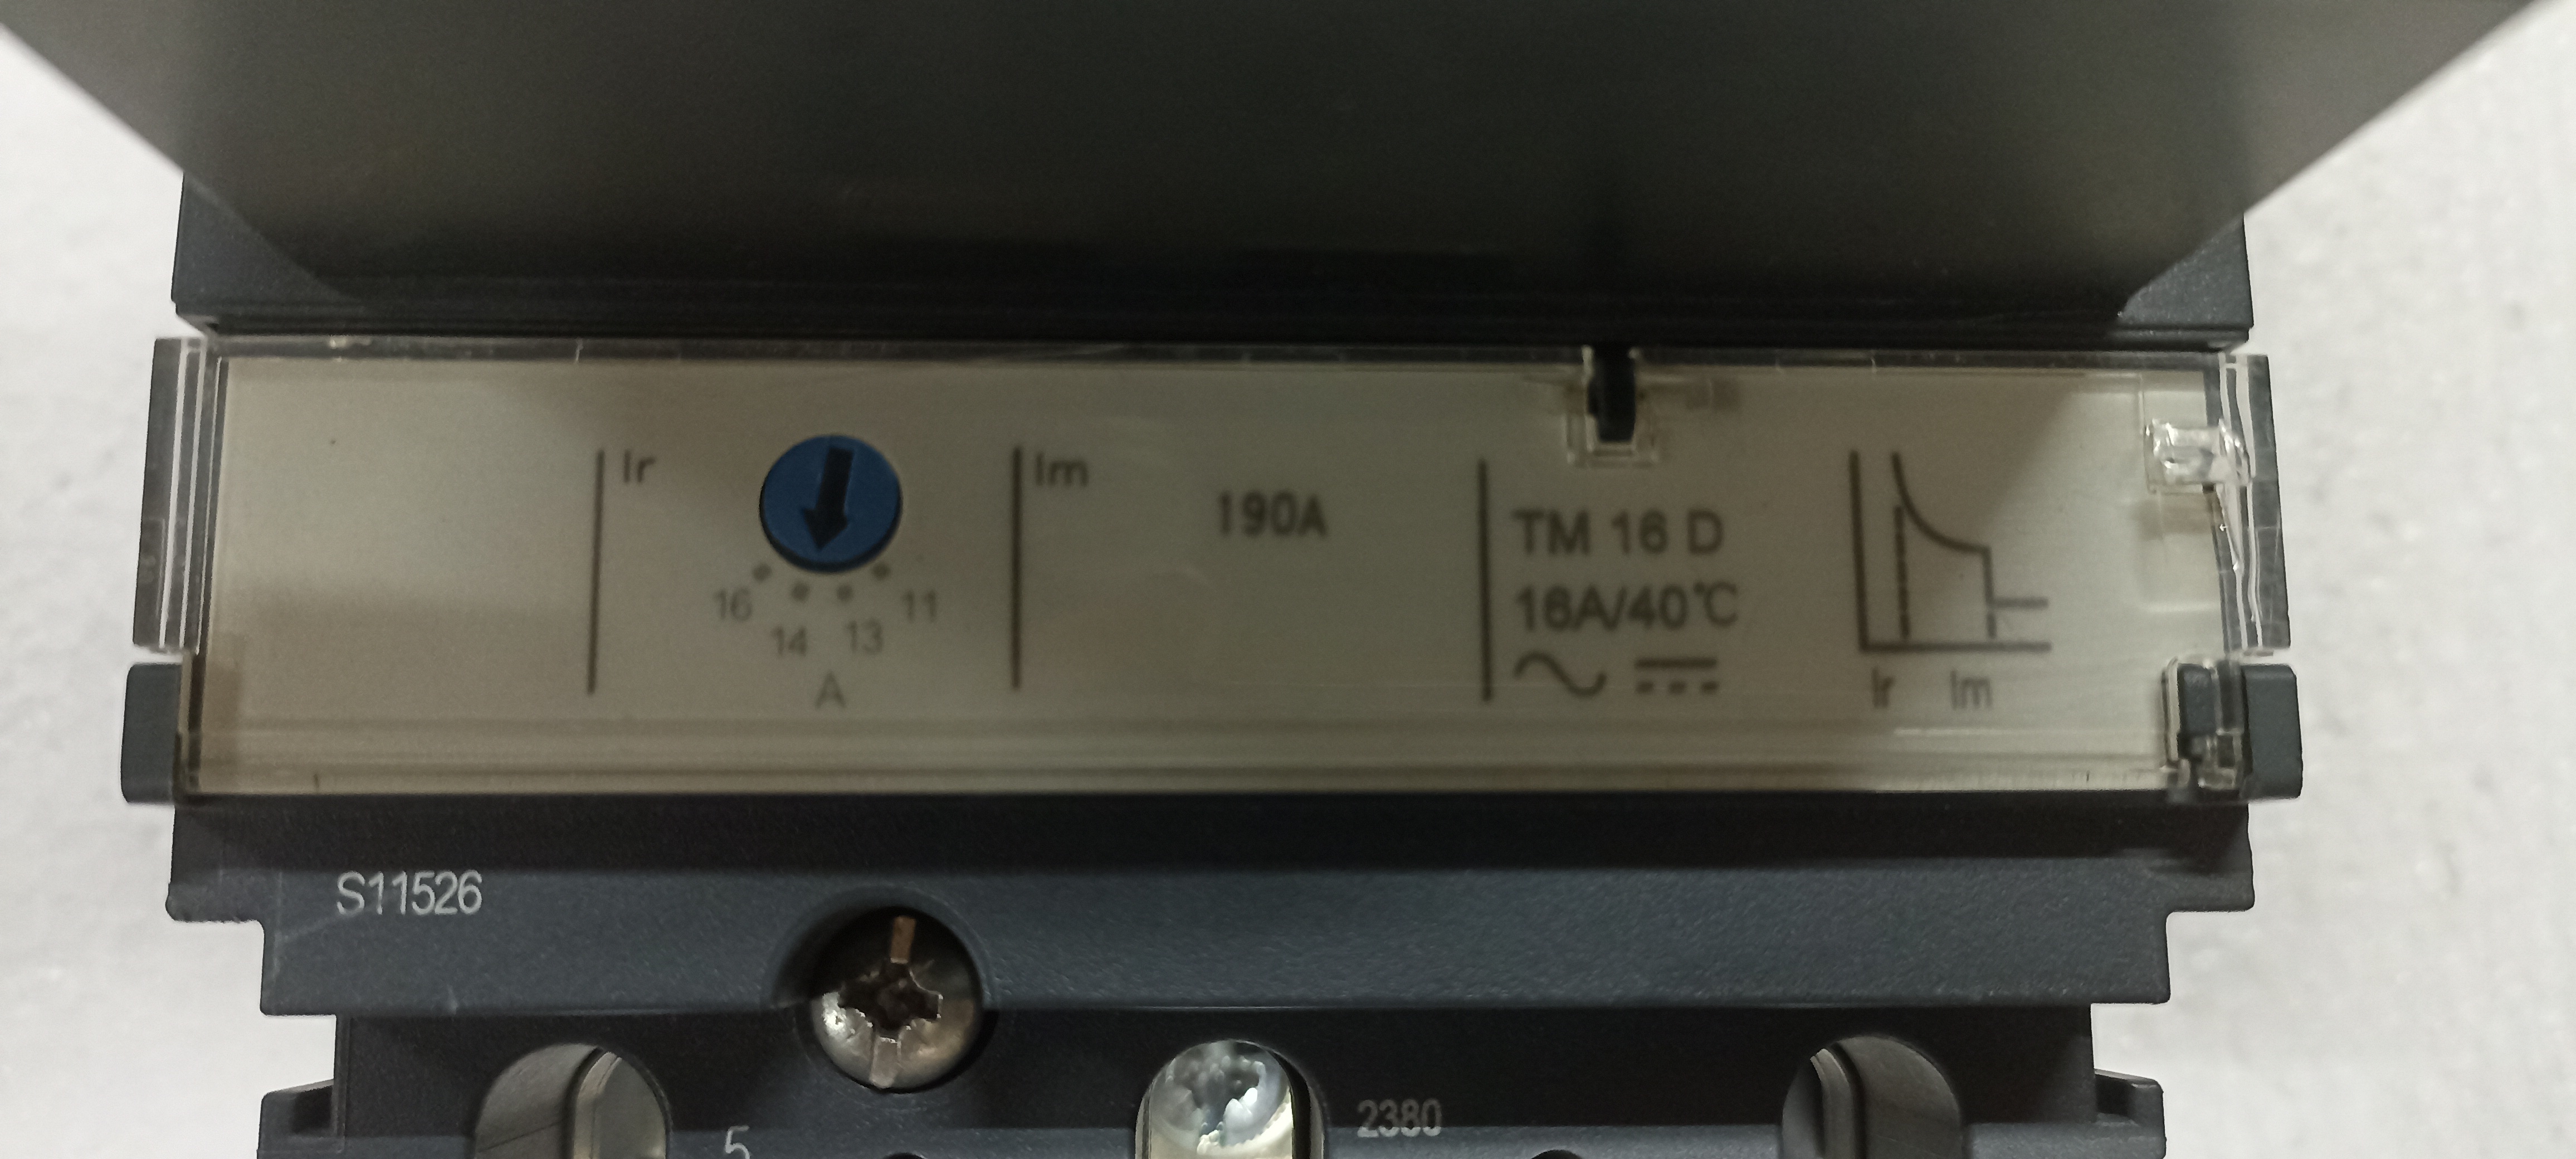 Ir
16 14 13 11
A
Im
190A
TM 16 D
16A/40°C
Ir Im
S11526
5
2380